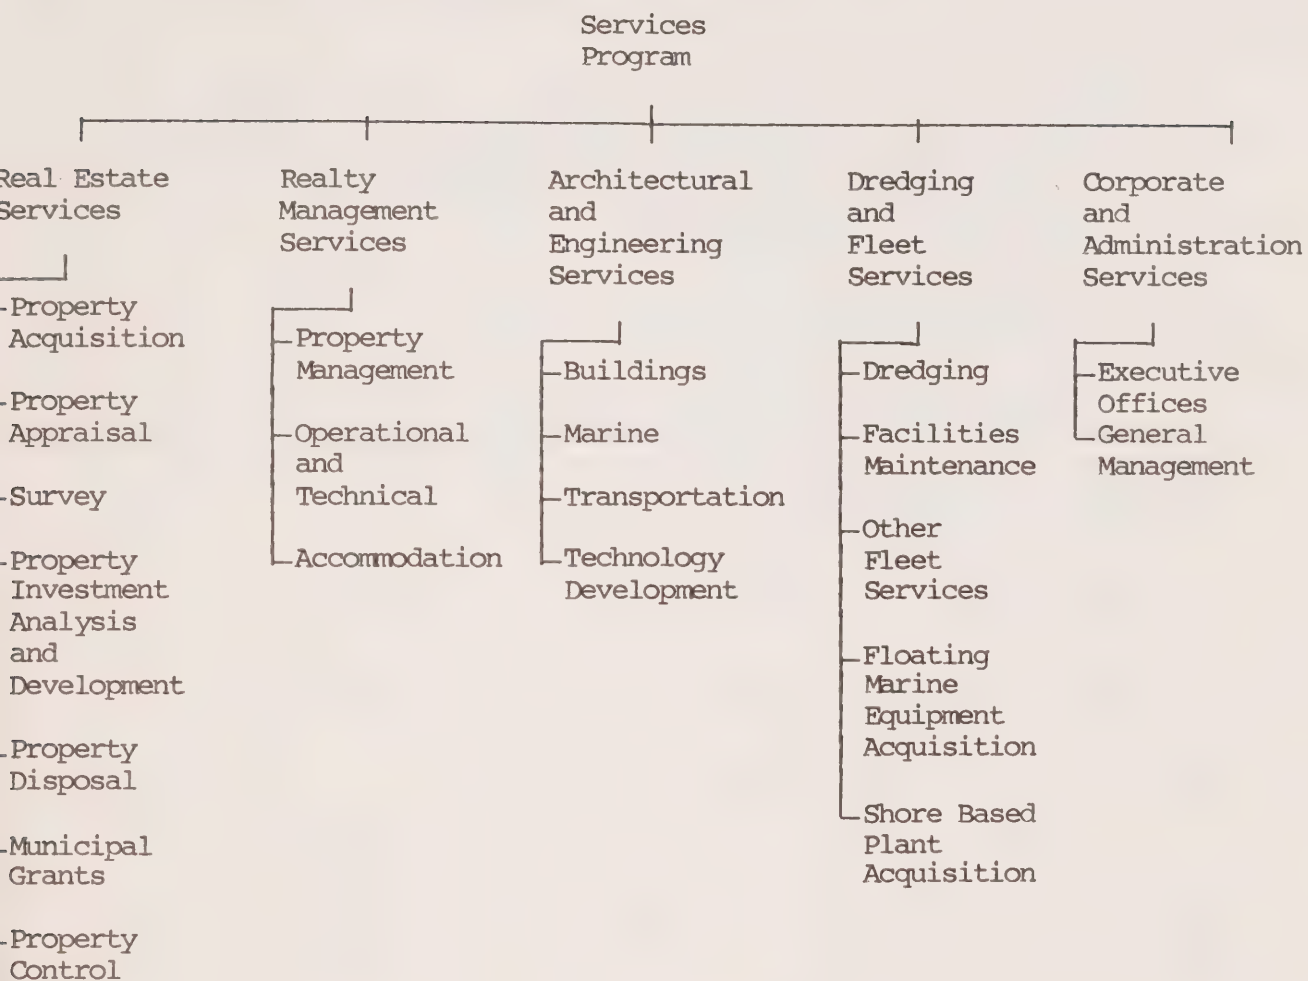 Services
Program
Real Estate
Services
Realty
Management
Services
Architectural
and
Engineering
Services
Dredging
and
Fleet
Services
Corporate
and
Administration
Services
Property
Acquisition
Property
Appraisal
Survey
Property
Investment
Analysis
and
Development
Property
Disposal
Municipal
Grants
Property
Control
Property
Management
Operational
and
Technical
Accommodation
Buildings
Marine
Transportation
Technology
Development
Dredging
Facilities
Maintenance
Other
Fleet
Services
Floating
Marine
Equipment
Acquisition
Shore Based
Plant
Acquisition
Executive
Offices
General
Management